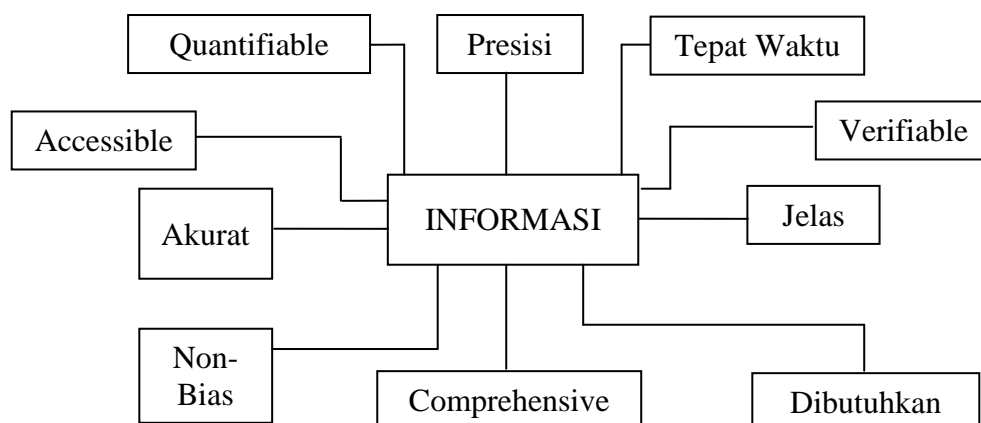 Quantifiable
Presisi
Tepat Waktu
Accessible
Verifiable
Akurat
INFORMASI
Jelas
Non-
Bias
Comprehensive
Dibutuhkan